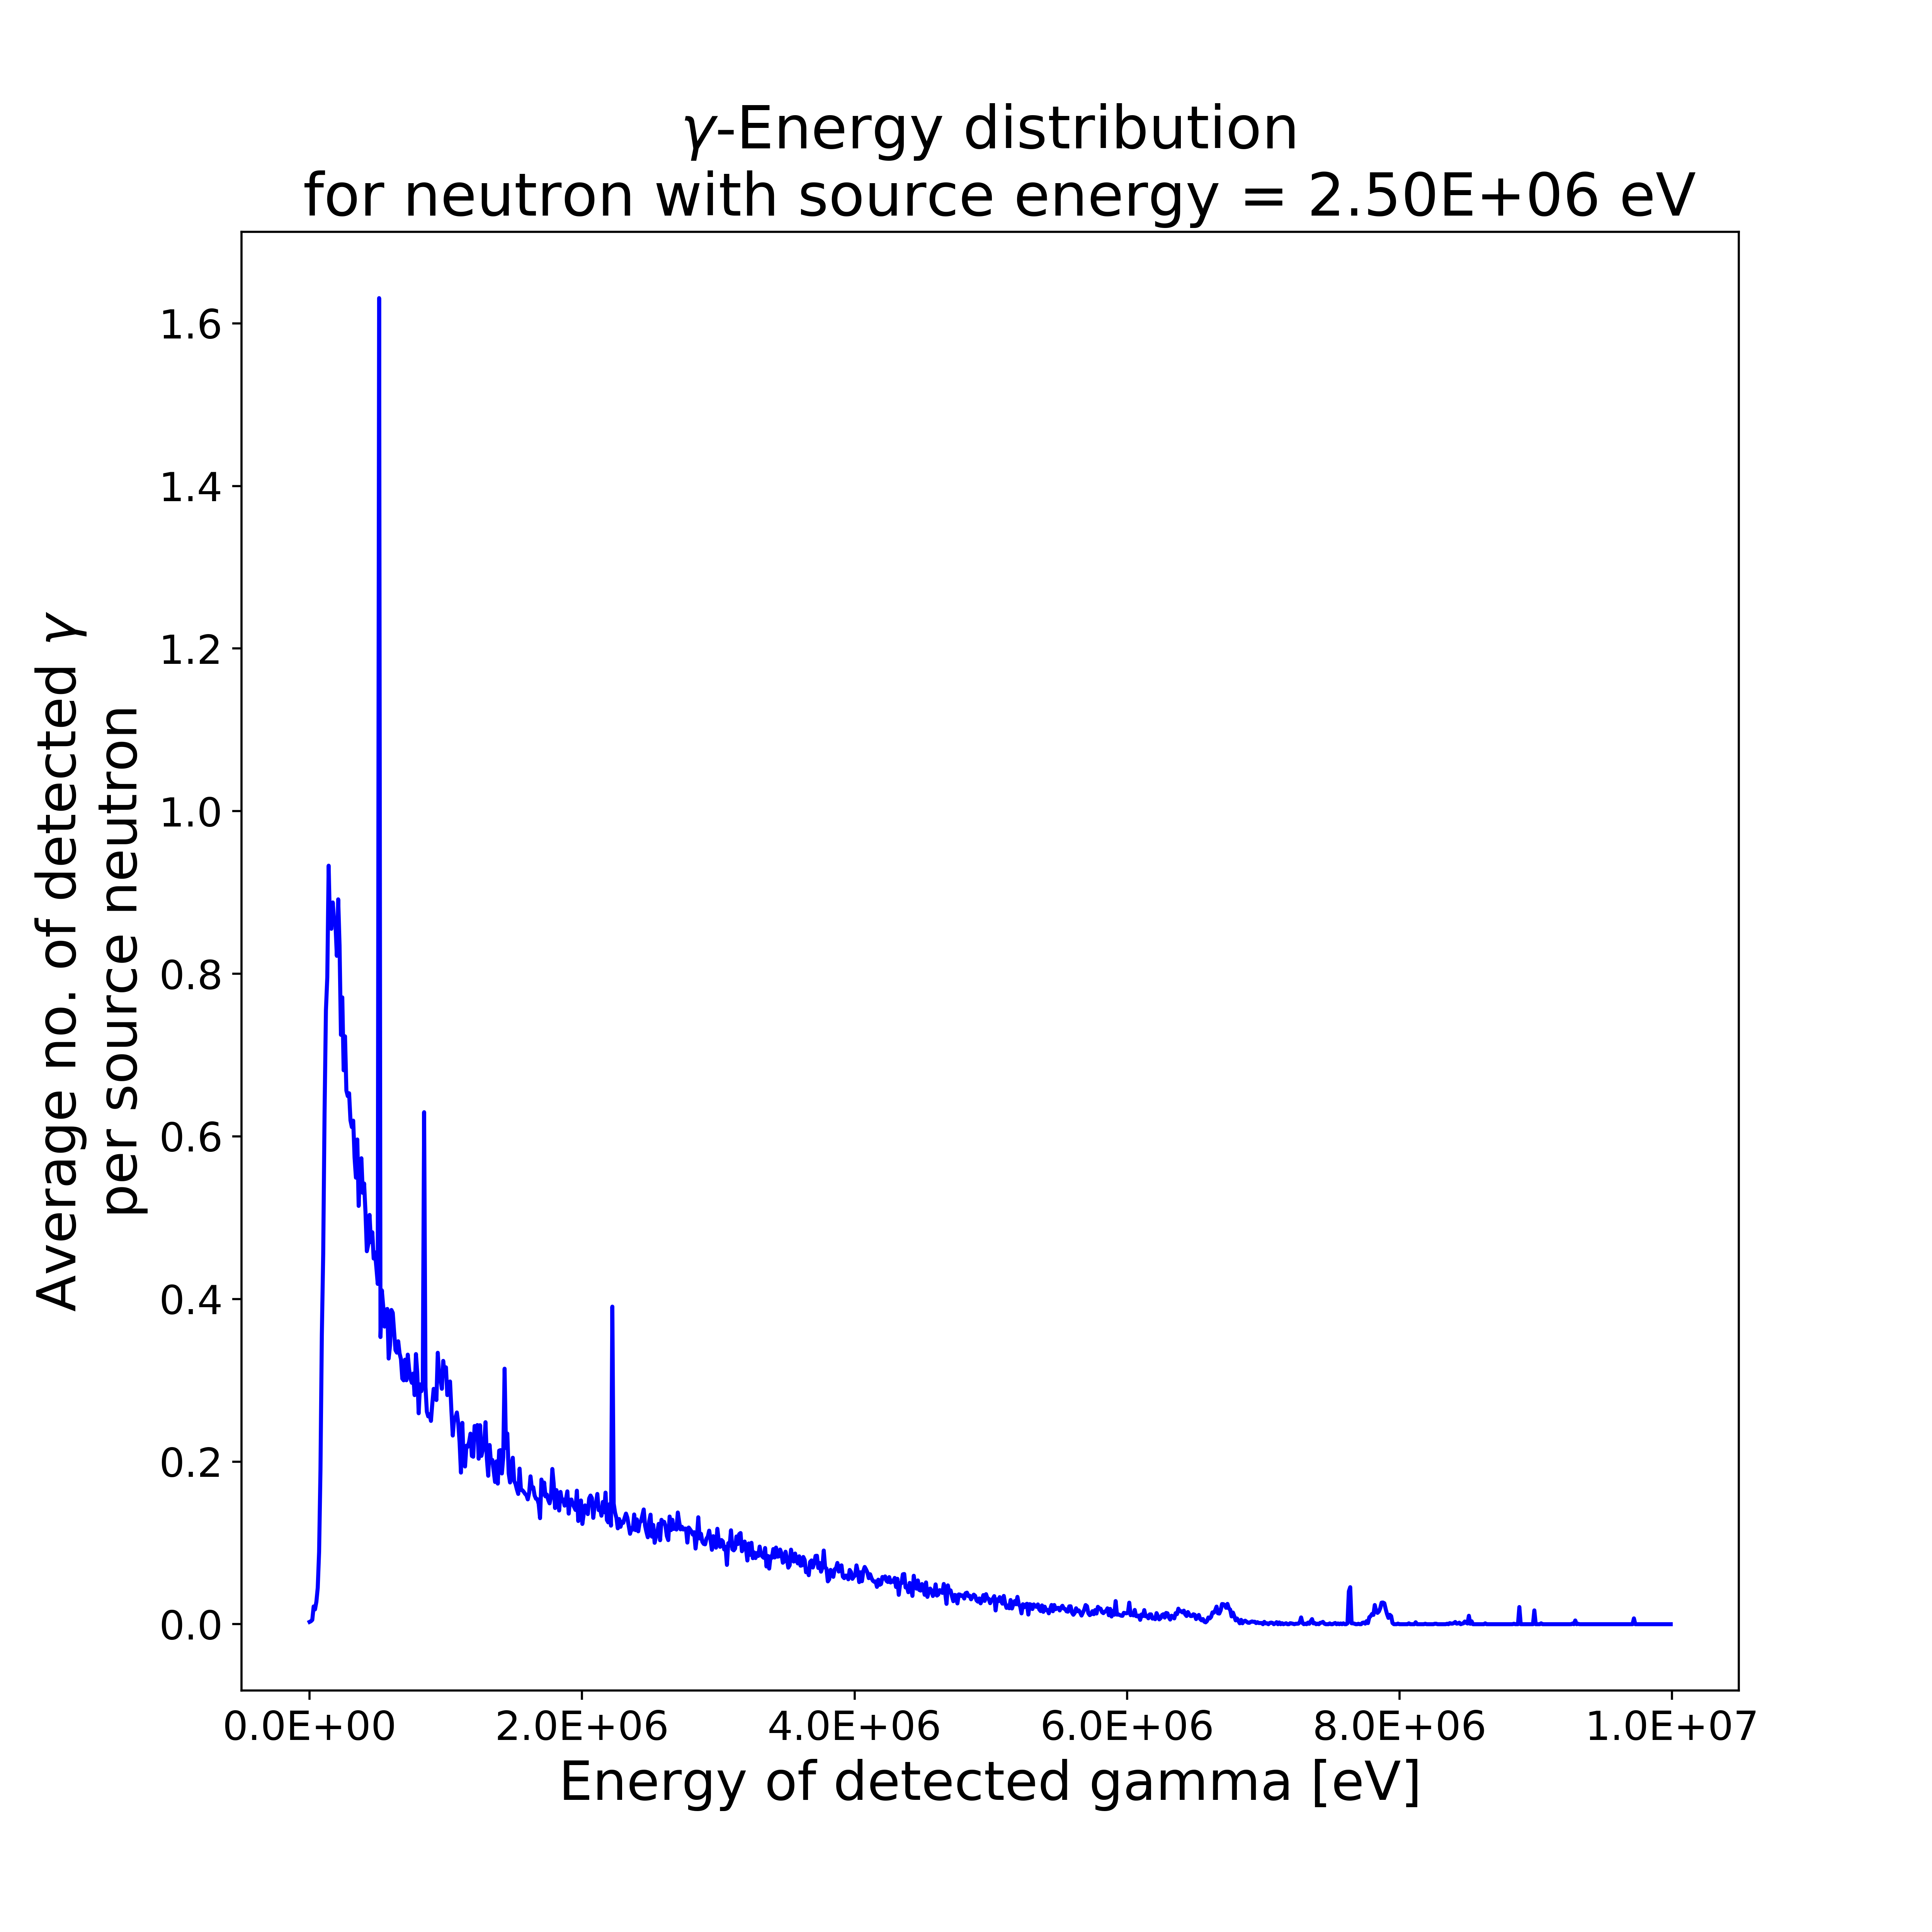 γ-Energy distribution
for neutron with source energy = 2.50E+06 eV
Average no. of detected γ
per source neutron
1.6
1.4
1.2
1.0
0.8
0.6
0.4
0.2
0.0
0.0E+00 2.0E+06 4.0E+06 6.0E+06 8.0E+06 1.0E+07
Energy of detected gamma [eV]